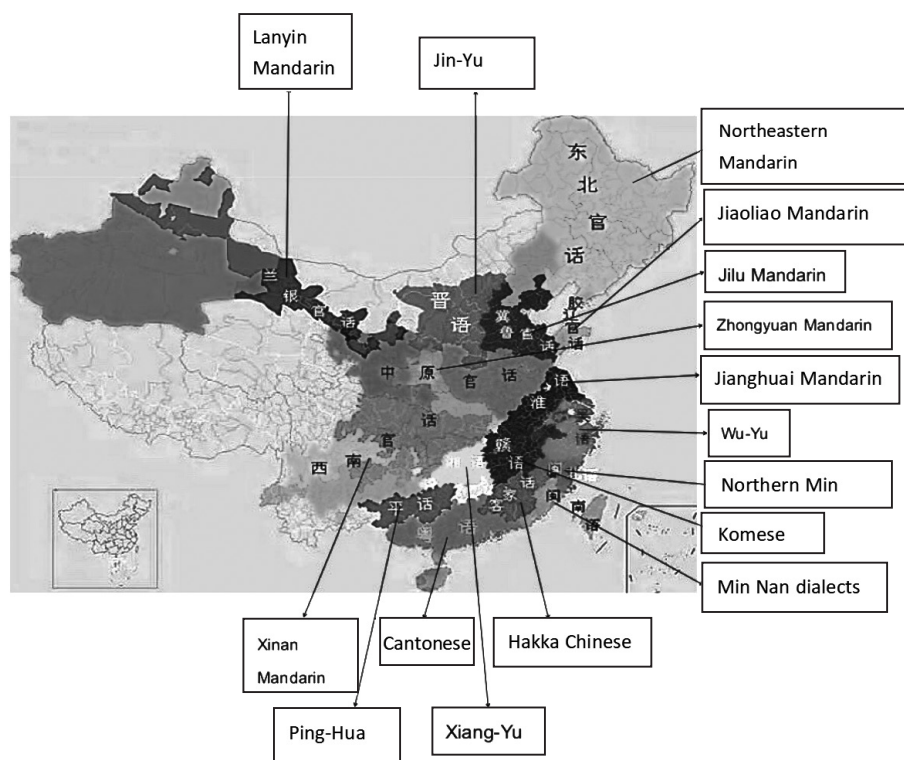 Lanyin
Mandarin
Jin-Yu
Northeastern
Mandarin
Jiaoliao Mandarin
Jilu Mandarin
Zhongyuan Mandarin
Jianghuai Mandarin
Wu-Yu
Northern Min
Komese
Min Nan dialects
东北官话
兰银官话
晋语
冀鲁官话
胶辽官话
中原官话
淮语
吴语
西南官话
赣语
湘语
客家话
闽
闽南语
平话
语
Xinan
Mandarin
Cantonese
Hakka Chinese
Ping-Hua
Xiang-Yu